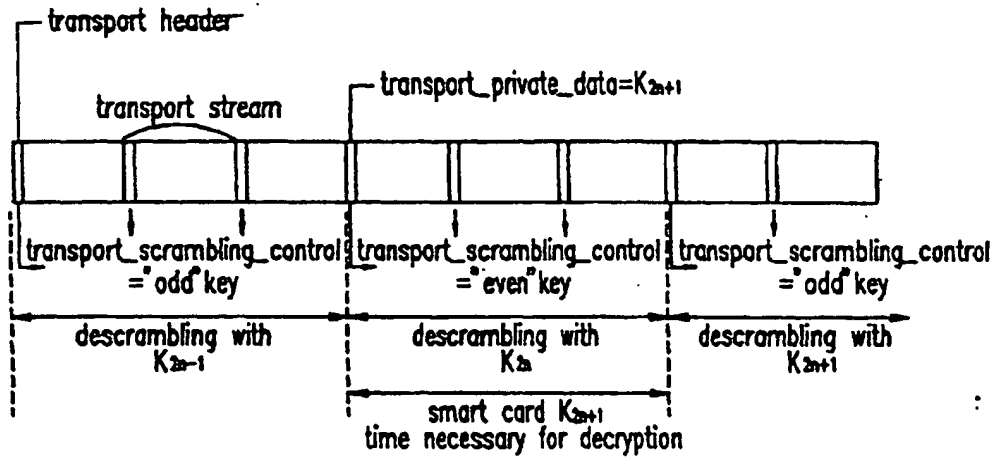 transport header
transport_private_data=K2n+1
transport stream
transport_scrambling_control
="odd" key
transport_scrambling_control
="even" key
transport_scrambling_control
="odd" key
descrambling with
K2n-1
descrambling with
K2n
descrambling with
K2n+1
smart card K2n+1
time necessary for decryption